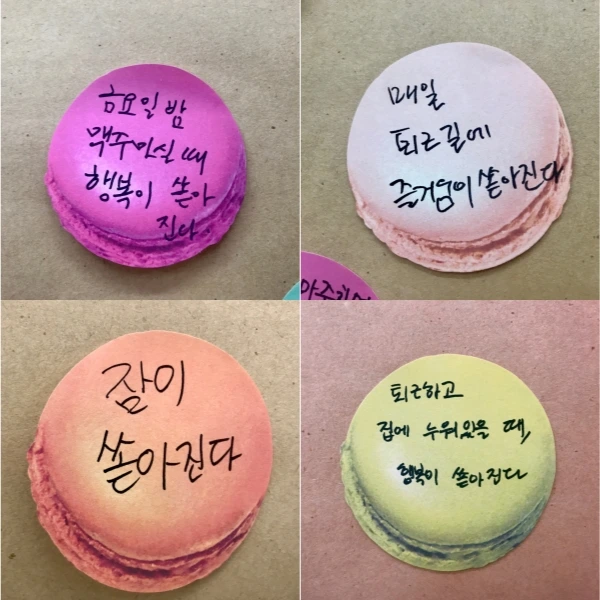 금요일 밤
맥주마실 때
행복이 쏟아
진다
매일
퇴근길에
즐거움이 쏟아진다
잠이
쏟아진다
퇴근하고
집에 누워있을 때,
행복이 쏟아진다